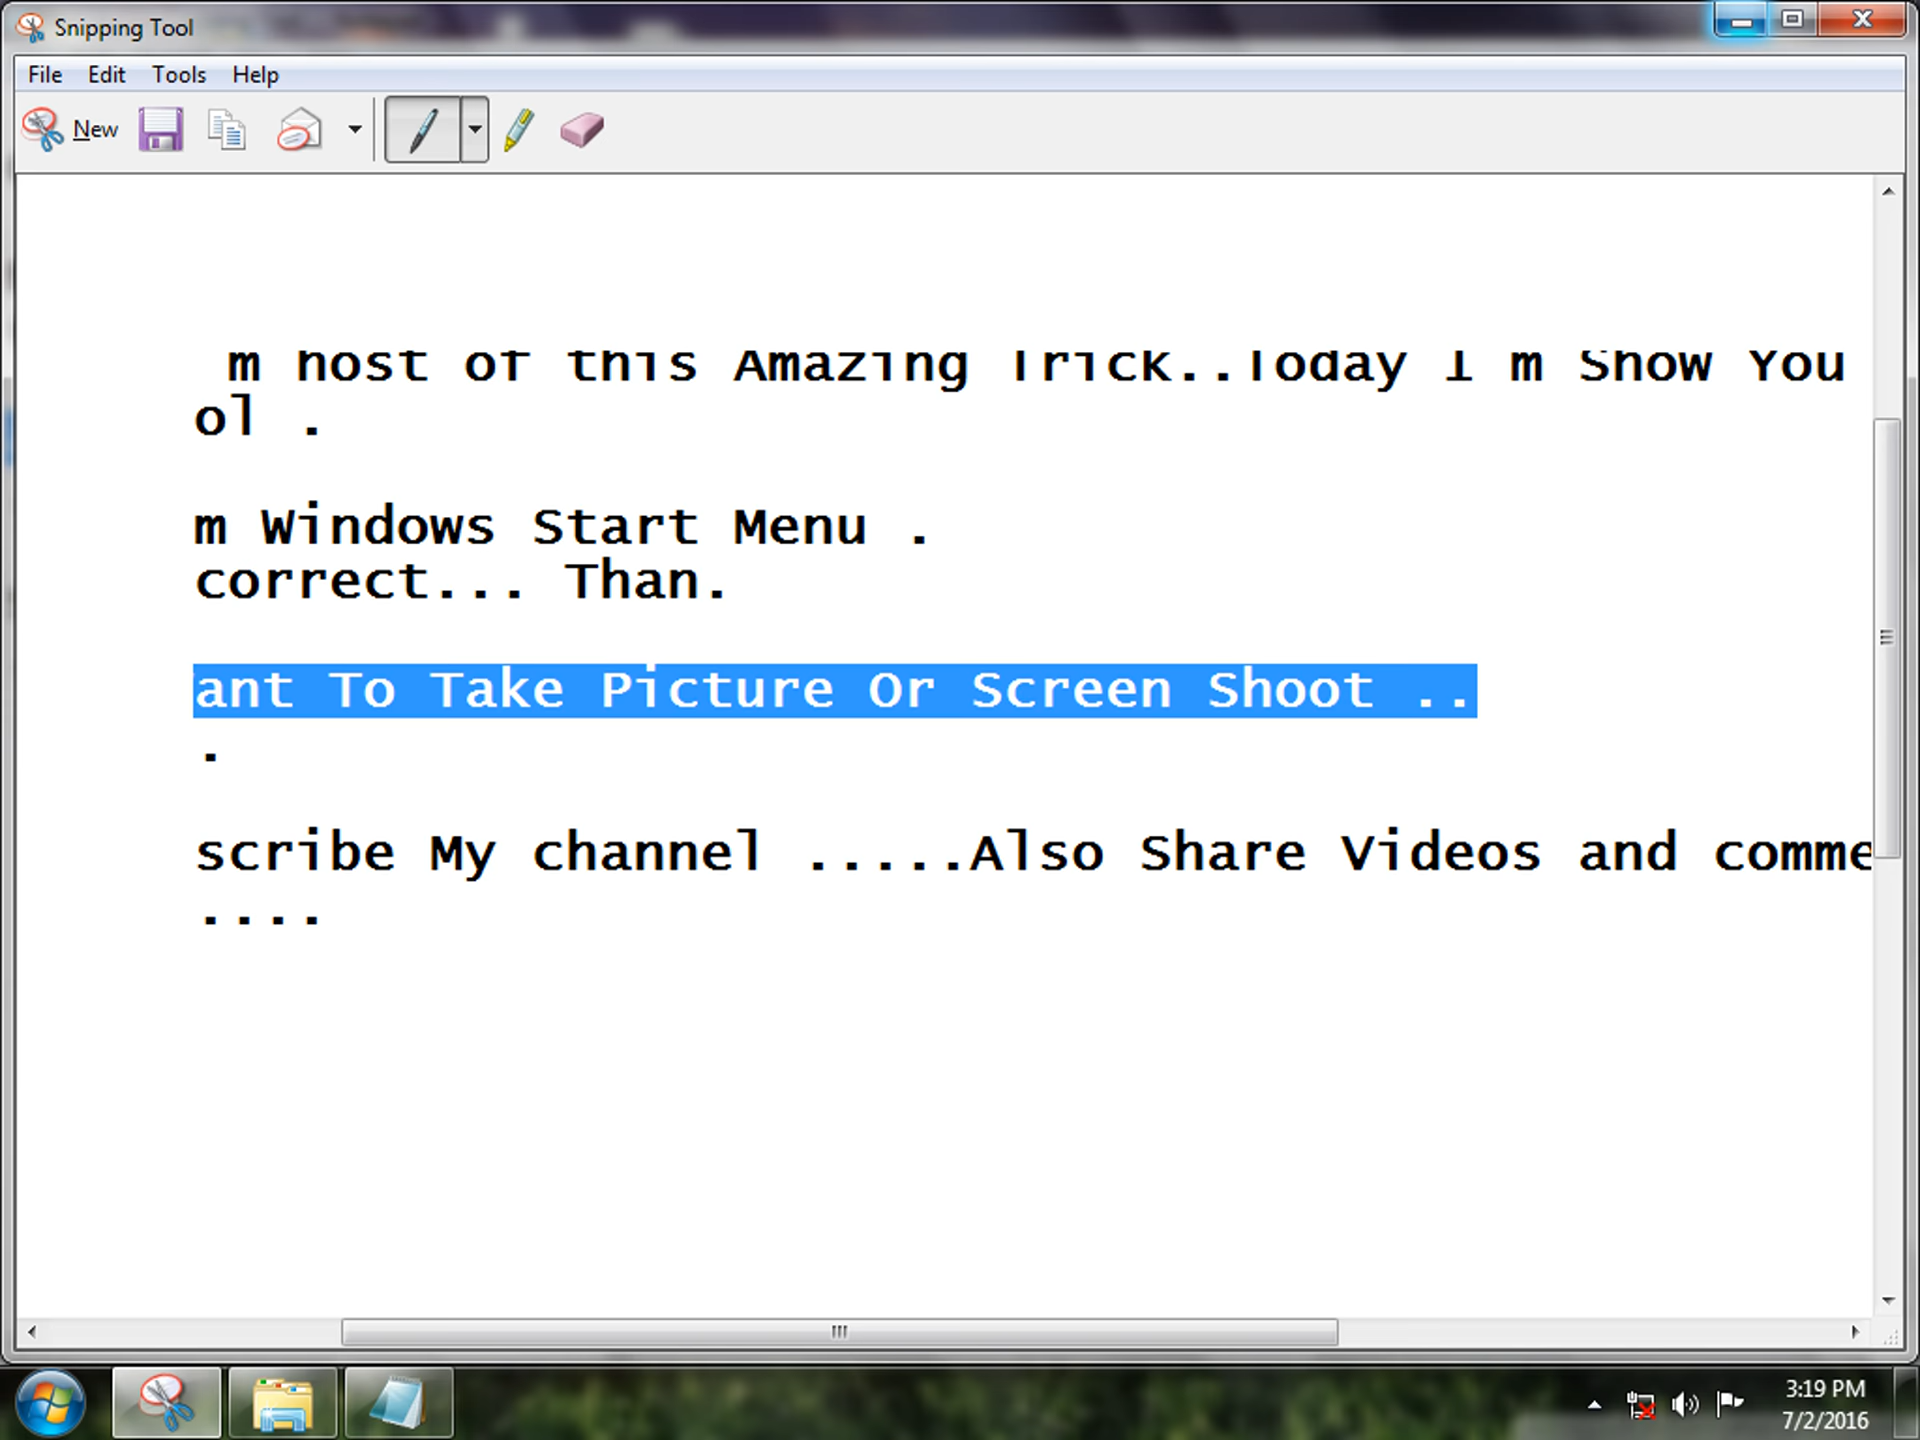 Snipping Tool
File Edit Tools Help
New
m host of this Amazing Trick..Today I m Show You
ol .
m Windows Start Menu .
correct... Than.
ant To Take Picture Or Screen Shoot ..
.
scribe My channel .....Also Share Videos and comme
....
3:19 PM
7/2/2016